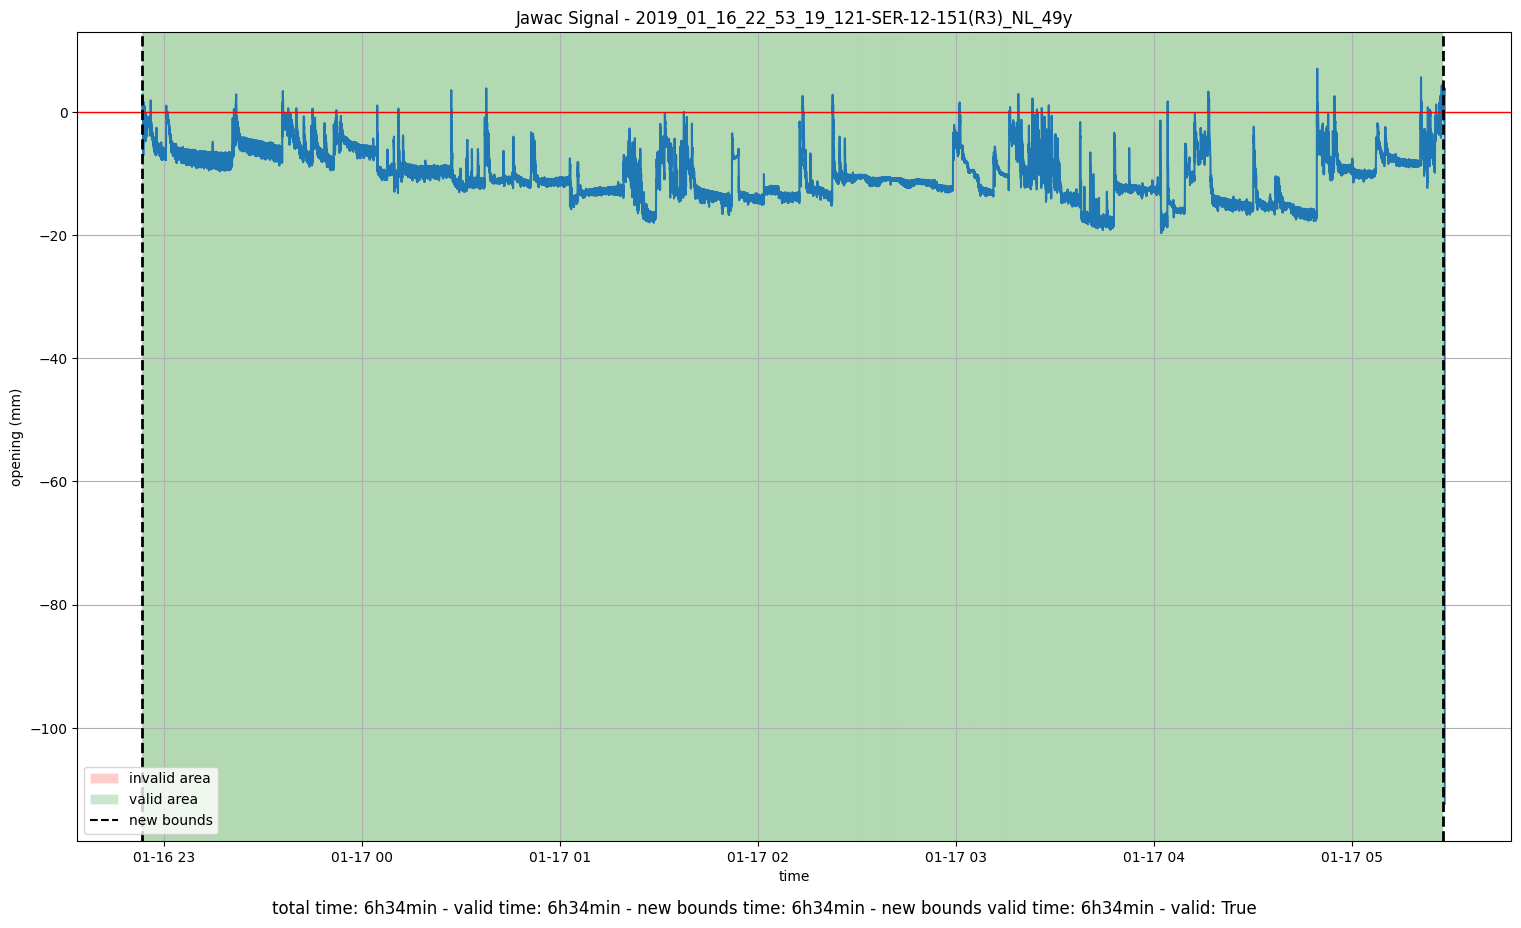 Jawac Signal - 2019_01_16_22_53_19_121-SER-12-151(R3)_NL_49y
opening (mm)
0
−20
−40
−60
−80
−100
invalid area
valid area
new bounds
01-16 23
01-17 00
01-17 01
01-17 02
01-17 03
01-17 04
01-17 05
time
total time: 6h34min - valid time: 6h34min - new bounds time: 6h34min - new bounds valid time: 6h34min - valid: True